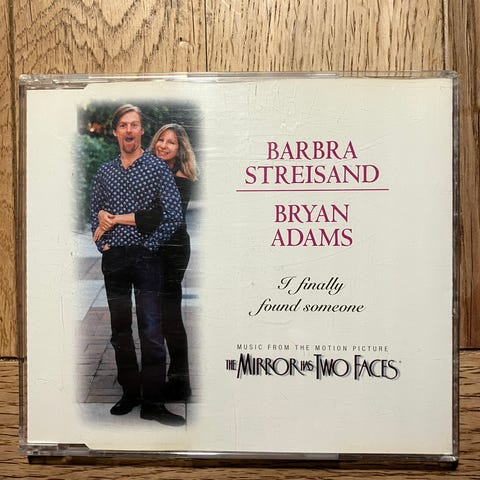 BARBRA
STREISAND
BRYAN
ADAMS
I finally
found someone
MUSIC FROM THE MOTION PICTURE
THE MIRROR HAS TWO FACES